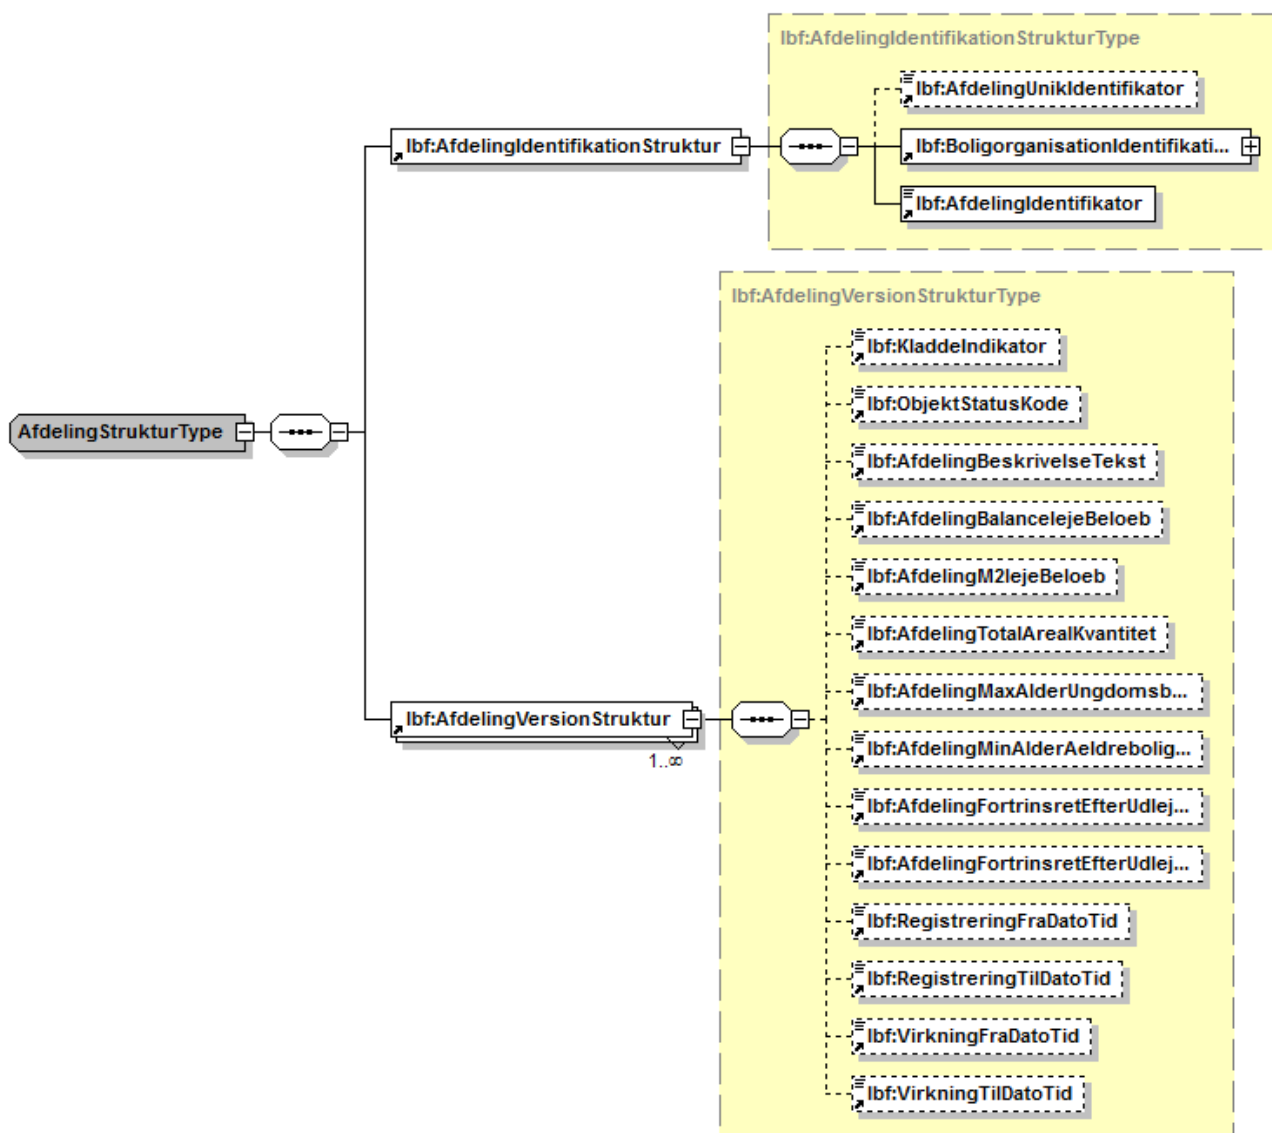 lbf:AfdelingIdentifikationStrukturType
lbf:AfdelingUnikIdentifikator
lbf:AfdelingIdentifikationStruktur
lbf:BoligorganisationIdentifikati...
lbf:AfdelingIdentifikator
lbf:AfdelingVersionStrukturType
lbf:KladdeIndikator
lbf:ObjektStatusKode
AfdelingStrukturType
lbf:AfdelingBeskrivelseTekst
lbf:AfdelingBalancelejeBeloeb
lbf:AfdelingM2lejeBeloeb
lbf:AfdelingTotalArealKvantitet
lbf:AfdelingMaxAlderUngdomsb...
lbf:AfdelingVersionStruktur
1..∞
lbf:AfdelingMinAlderAeldrebolig...
lbf:AfdelingFortrinsretEfterUdlej...
lbf:AfdelingFortrinsretEfterUdlej...
lbf:RegistreringFraDatoTid
lbf:RegistreringTilDatoTid
lbf:VirkningFraDatoTid
lbf:VirkningTilDatoTid